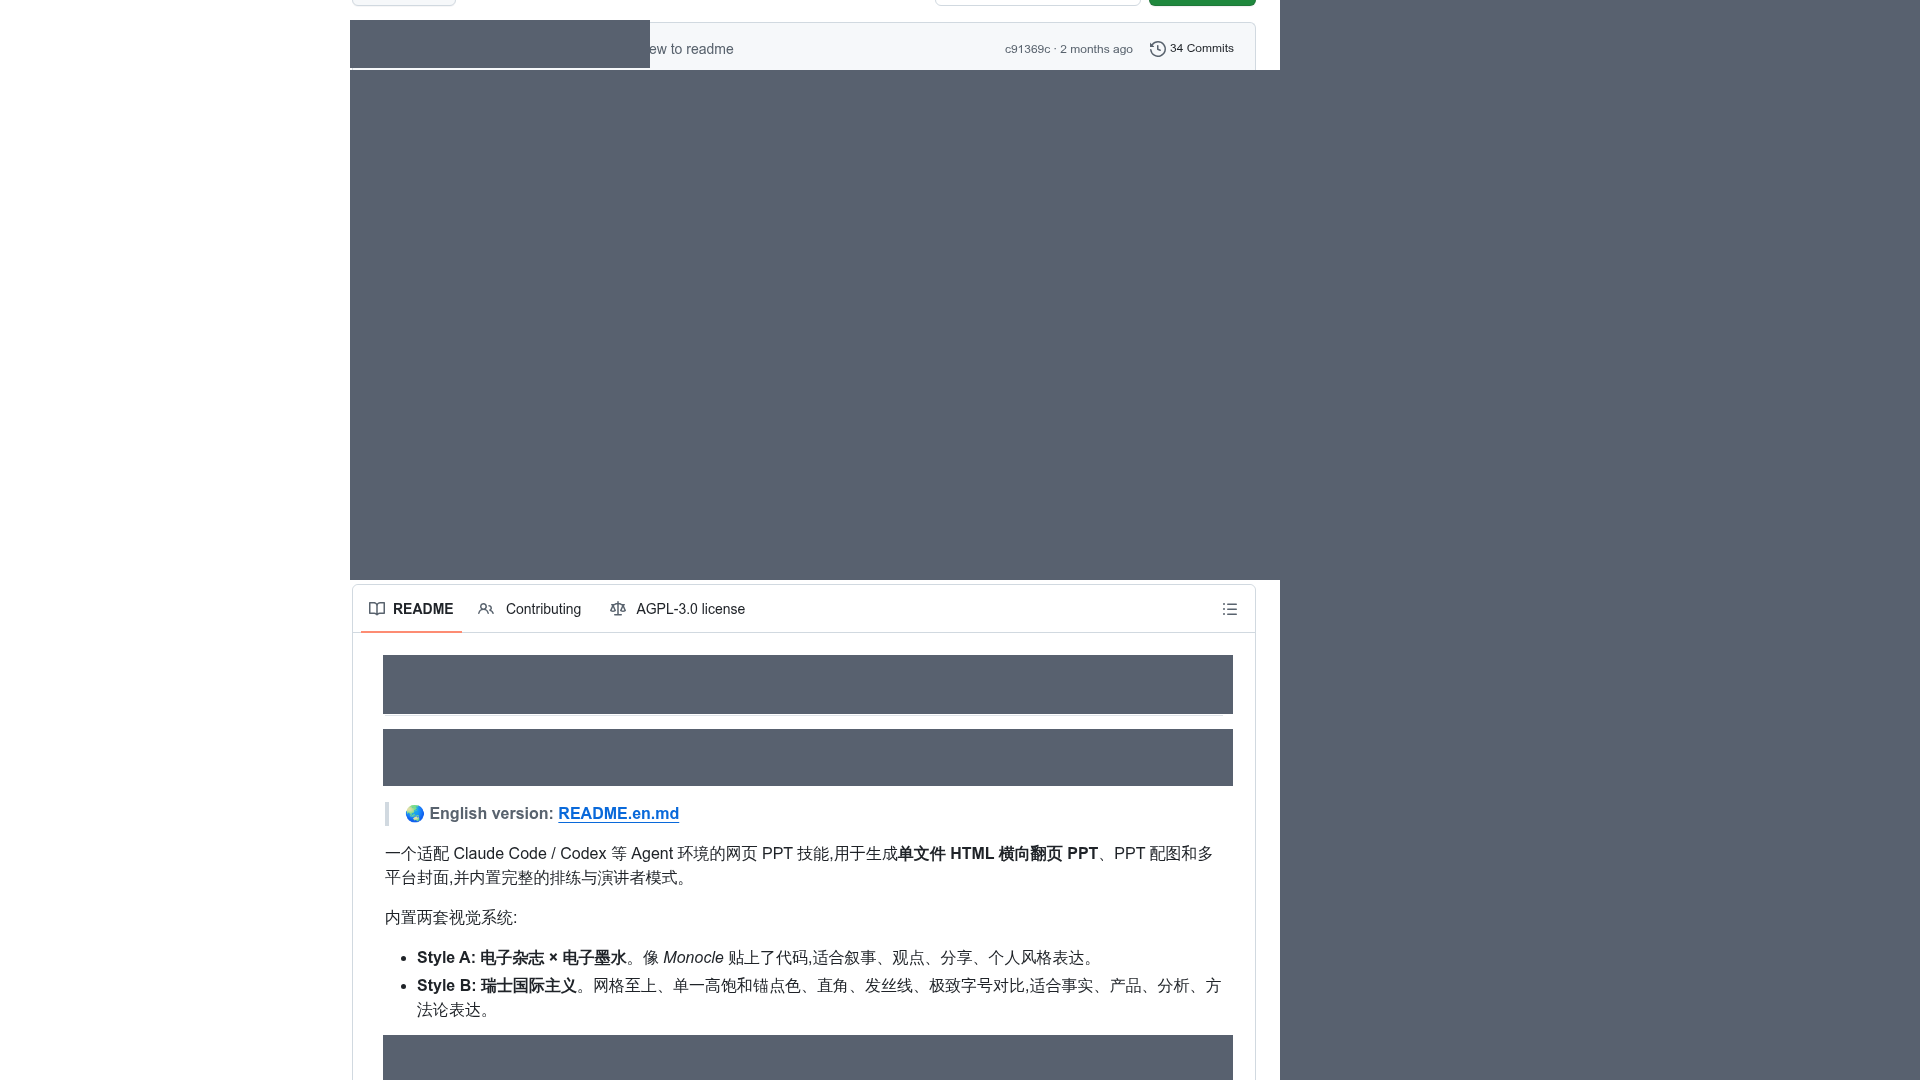 to readme
c91369c · 2 months ago
34 Commits
README
Contributing
AGPL-3.0 license
🌏 English version: README.en.md
一个适配 Claude Code / Codex 等 Agent 环境的网页 PPT 技能,用于生成单文件 HTML 横向翻页 PPT、PPT 配图和多
平台封面,并内置完整的排练与演讲者模式。
内置两套视觉系统:
• Style A: 电子杂志 × 电子墨水。像 Monocle 贴上了代码,适合叙事、观点、分享、个人风格表达。
• Style B: 瑞士国际主义。网格至上、单一高饱和锚点色、直角、发丝线、极致字号对比,适合事实、产品、分析、方
法论表达。